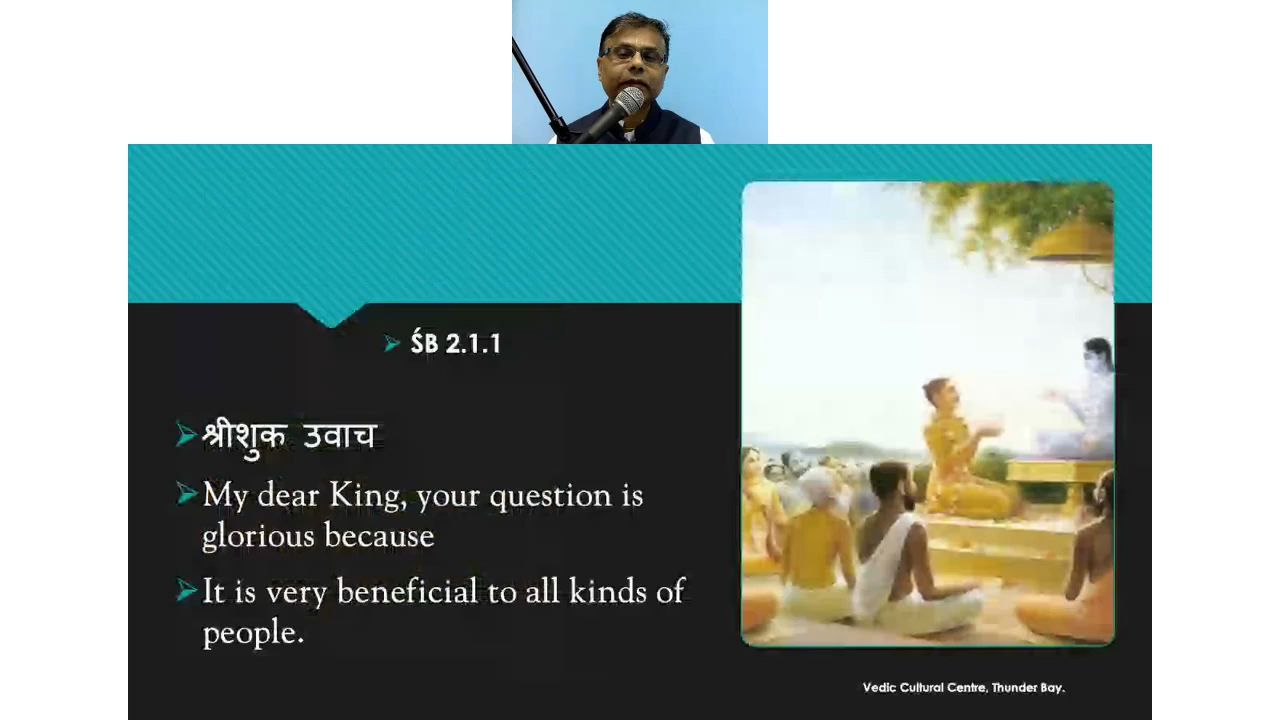 ŚB 2.1.1
श्रीशुक उवाच
My dear King, your question is
glorious because
It is very beneficial to all kinds of
people.
Vedic Cultural Centre, Thunder Bay.